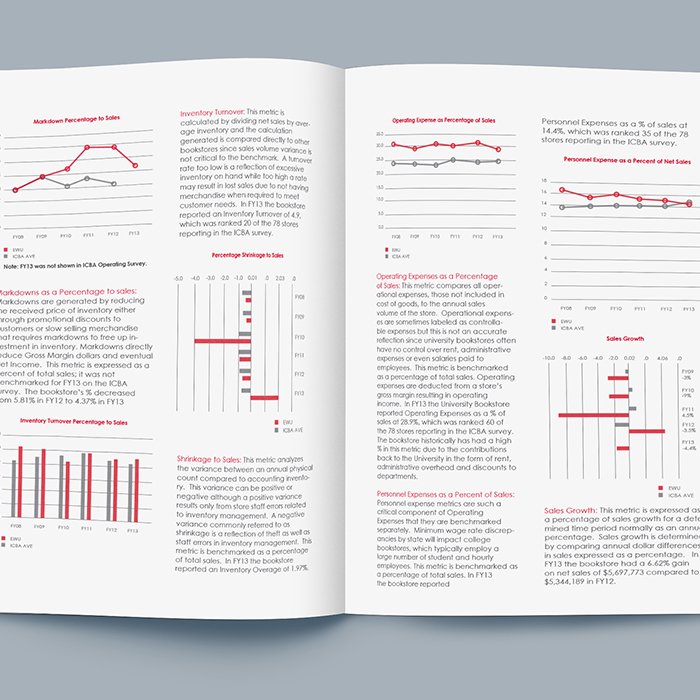 Markdown Percentage to Sales
FY08 FY09 FY10 FY11 FY12 FY13
EWU
ICBA AVE
Note: FY13 was not shown in ICBA Operating Survey.
Markdowns as a Percentage to sales:
Markdowns are generated by reducing
the received price of inventory either
through promotional discounts to
customers or slow selling merchandise
that requires markdowns to free up in-
vestment in inventory. Markdowns directly
reduce Gross Margin dollars and eventual
Net Income. This metric is expressed as a
percent of total sales; it was not
benchmarked for FY13 on the ICBA
survey. The bookstore's % decreased
from 5.81% in FY12 to 4.37% in FY13
Inventory Turnover Percentage to Sales
FY08 FY09 FY10 FY11 FY12 FY13
EWU
ICBA AVE
Inventory Turnover: This metric is
calculated by dividing net sales by aver-
age inventory and the calculation
generated is compared directly to other
bookstores since sales volume variance is
not critical to the benchmark. A turnover
rate too low is a reflection of excessive
inventory on hand while too high a rate
may result in lost sales due to not having
merchandise when required to meet
customer needs. In FY13 the bookstore
reported an Inventory Turnover of 4.9,
which was ranked 20 of the 78 stores
reporting in the ICBA survey.
Percentage Shrinkage to Sales
-5.0 -4.0 -3.0 -2.0 -1.0 0.01 .0 2.03 .0
FY08
FY09
FY10
FY11
FY12
FY13
EWU
ICBA AVE
Shrinkage to Sales: This metric analyzes
the variance between an annual physical
count compared to accounting invento-
ry. This variance can be positive or
negative although a positive variance
results only from store staff errors related
to inventory management. A negative
variance commonly referred to as
shrinkage is a reflection of theft as well as
staff errors in inventory management. This
metric is benchmarked as a percentage
of total sales. In FY13 the bookstore
reported an Inventory Overage of 1.97%.
Operating Expense as Percentage of Sales
35.0
30.0
25.0
20.0
15.0
10.0
5.0
0.0
FY08 FY09 FY10 FY11 FY12 FY13
EWU
ICBA AVE
Operating Expenses as a Percentage
of Sales: This metric compares all oper-
ational expenses, those not included in
cost of goods, to the annual sales
volume of the store. Operational expens-
es are sometimes labeled as controlla-
ble expenses but this is not an accurate
reflection since university bookstores often
have no control over rent, administrative
expenses or even salaries paid to
employees. This metric is benchmarked
as a percentage of total sales. Operating
expenses are deducted from a store's
gross margin resulting in operating
income. In FY13 the University Bookstore
reported Operating Expenses as a % of
sales at 28.9%, which was ranked 60 of
the 78 stores reporting in the ICBA survey.
The bookstore historically has had a high
% in this metric due to the contributions
back to the University in the form of rent,
administrative overhead and discounts to
departments.
Personnel Expenses as a Percent of Sales:
Personnel expense metrics are such a
critical component of Operating
Expenses that they are benchmarked
separately. Minimum wage rate discrep-
ancies by state will impact college
bookstores, which typically employ a
large number of student and hourly
employees. This metric is benchmarked as
a percentage of total sales. In FY13
the bookstore reported
Personnel Expenses as a % of sales at
14.4%, which was ranked 35 of the 78
stores reporting in the ICBA survey.
Personnel Expense as a Percent of Net Sales
18
16
14
12
10
8
6
4
2
0
FY08 FY09 FY10 FY11 FY12 FY13
EWU
ICBA AVE
Sales Growth
-10.0 -8.0 -6.0 -4.0 -2.0 0.02 .0 4.06 .0
FY09
-3%
FY10
-9%
FY11
6.5%
FY12
-3.5%
FY13
-4.4%
EWU
ICBA AVE
Sales Growth: This metric is expressed as
a percentage of sales growth for a deter-
mined time period normally as an annua
percentage. Sales growth is determined
by comparing annual dollar differences
in sales expressed as a percentage. In
FY13 the bookstore had a 6.62% gain
on net sales of $5,697,773 compared to
$5,344,189 in FY12.